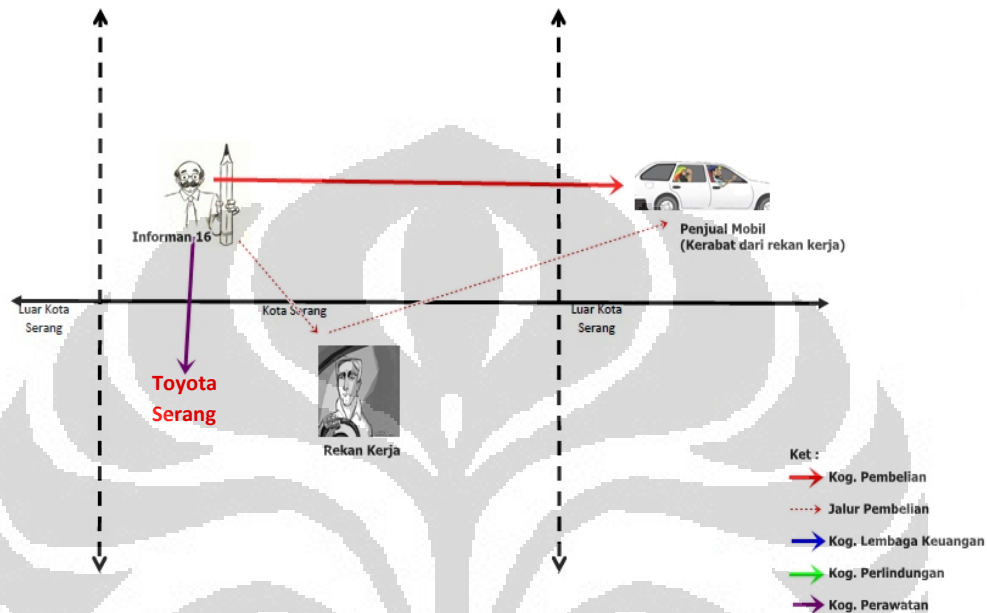 Informan 16
Penjual Mobil
(Kerabat dari rekan kerja)
Luar Kota
Serang
Kota Serang
Luar Kota
Serang
Toyota
Serang
Rekan Kerja
Ket :
Kog. Pembelian
Jalur Pembelian
Kog. Lembaga Keuangan
Kog. Perlindungan
Kog. Perawatan